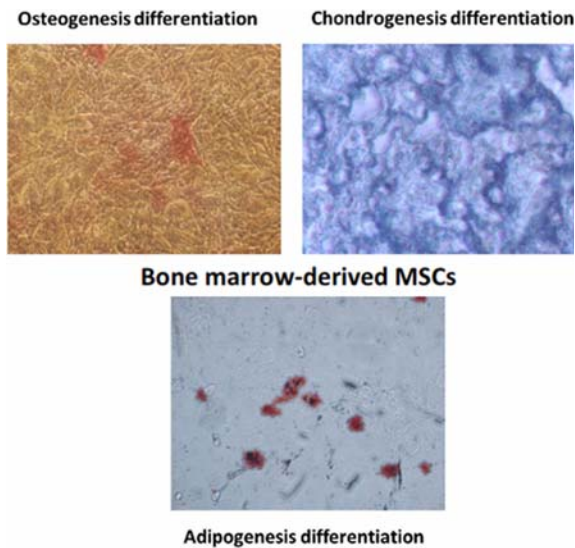 Osteogenesis differentiation
Chondrogenesis differentiation
Bone marrow-derived MSCs
Adipogenesis differentiation